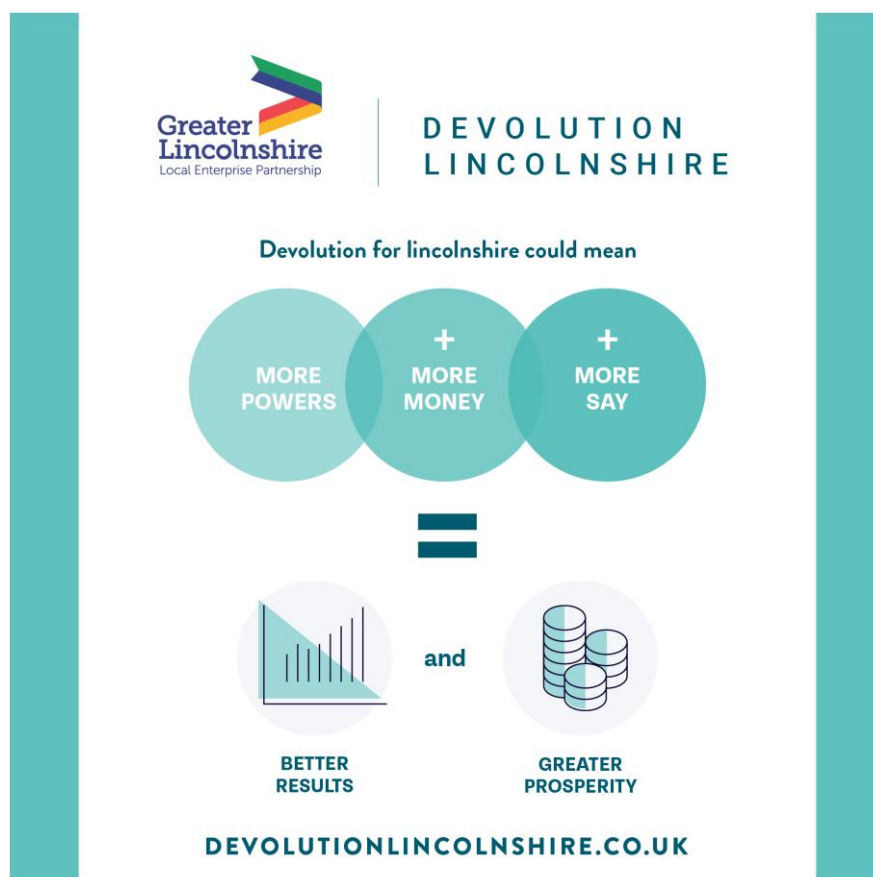 Greater
Lincolnshire
Local Enterprise Partnership
DEVOLUTION
LINCOLNSHIRE
Devolution for lincolnshire could mean
MORE
POWERS
+
MORE
MONEY
+
MORE
SAY
=
and
BETTER
RESULTS
GREATER
PROSPERITY
DEVOLUTIONLINCOLNSHIRE.CO.UK